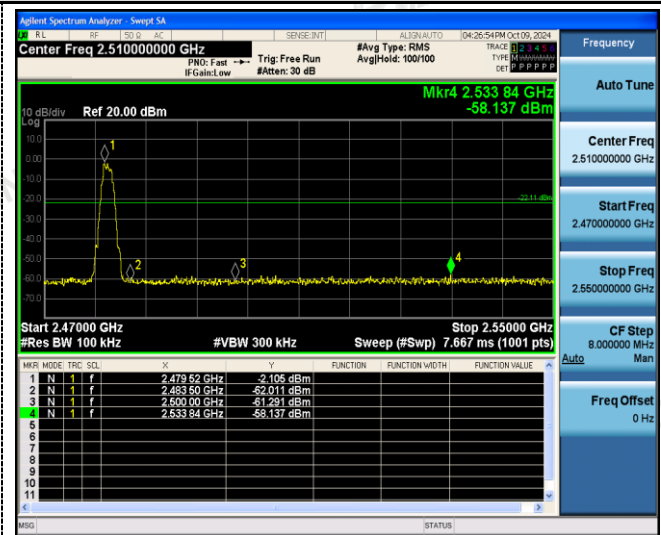 Agilent Spectrum Analyzer - Swept SA
RL RF 50 Ω AC SENSE:INT ALIGNAUTO 04:26:54PM Oct 09, 2024
Center Freq 2.510000000 GHz
#Avg Type: RMS
TRACE 1 2 3 4 5 6
PNO: Fast Trig: Free Run
Avg|Hold: 100/100
TYPE M
IFGain:Low #Atten: 30 dB
DET P P P P P P
Mkr4 2.533 84 GHz
-58.137 dBm
10 dB/div Ref 20.00 dBm
Log
10.0
0.00
-10.0
-20.0
-30.0
-40.0
-50.0
-60.0
-70.0
1
2
3
4
-22.11 dBm
Start 2.47000 GHz Stop 2.55000 GHz
#Res BW 100 kHz #VBW 300 kHz Sweep (#Swp) 7.667 ms (1001 pts)
MKR MODE TRC SCL X Y FUNCTION FUNCTION WIDTH FUNCTION VALUE
1 N 1 f 2.479 52 GHz -2.105 dBm
2 N 1 f 2.483 50 GHz -62.011 dBm
3 N 1 f 2.500 00 GHz -61.291 dBm
4 N 1 f 2.533 84 GHz -58.137 dBm
5
6
7
8
9
10
11
MSG STATUS
Frequency
Auto Tune
Center Freq
2.510000000 GHz
Start Freq
2.470000000 GHz
Stop Freq
2.550000000 GHz
CF Step
8.000000 MHz
Auto Man
Freq Offset
0 Hz